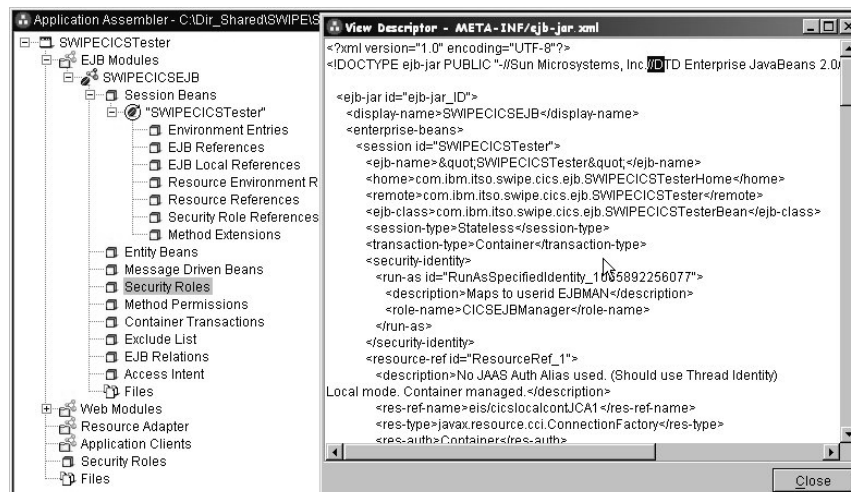 Application Assembler - C:\Dir_Shared\SWIPE\S
SWIPECICSTester
EJB Modules
SWIPECICSEJB
Session Beans
"SWIPECICSTester"
Environment Entries
EJB References
EJB Local References
Resource Environment R
Resource References
Security Role References
Method Extensions
Entity Beans
Message Driven Beans
Security Roles
Method Permissions
Container Transactions
Exclude List
EJB Relations
Access Intent
Files
Web Modules
Resource Adapter
Application Clients
Security Roles
Files
View Descriptor - META-INF/ejb-jar.xml
<?xml version="1.0" encoding="UTF-8"?>
<!DOCTYPE ejb-jar PUBLIC "-//Sun Microsystems, Inc.//DTD Enterprise JavaBeans 2.0/
<ejb-jar id="ejb-jar_ID">
<display-name>SWIPECICSEJB</display-name>
<enterprise-beans>
<session id="SWIPECICSTester">
<ejb-name>&quot;SWIPECICSTester&quot;</ejb-name>
<home>com.ibm.itso.swipe.cics.ejb.SWIPECICSTesterHome</home>
<remote>com.ibm.itso.swipe.cics.ejb.SWIPECICSTester</remote>
<ejb-class>com.ibm.itso.swipe.cics.ejb.SWIPECICSTesterBean</ejb-class>
<session-type>Stateless</session-type>
<transaction-type>Container</transaction-type>
<security-identity>
<run-as id="RunAsSpecifiedIdentity_1065892256077">
<description>Maps to userid EJBMAN</description>
<role-name>CICSEJBManager</role-name>
</run-as>
</security-identity>
<resource-ref id="ResourceRef_1">
<description>No JAAS Auth Alias used. (Should use Thread Identity)
Local mode. Container managed.</description>
<res-ref-name>eis/cicslocalcontJCA1</res-ref-name>
<res-type>javax.resource.cci.ConnectionFactory</res-type>
<res-auth>Container</res-auth>
Close